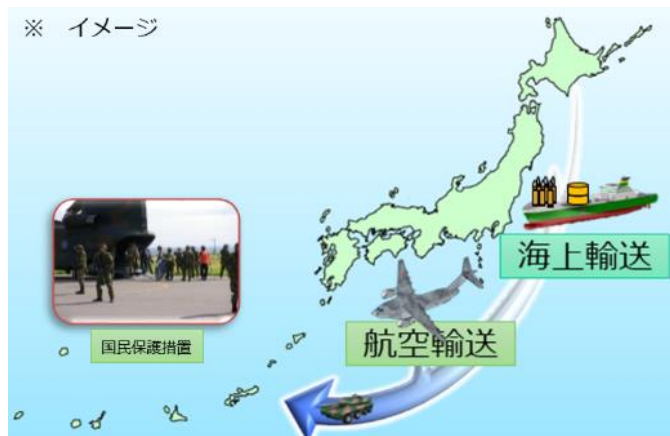 ※　イメージ
海上輸送
航空輸送
国民保護措置